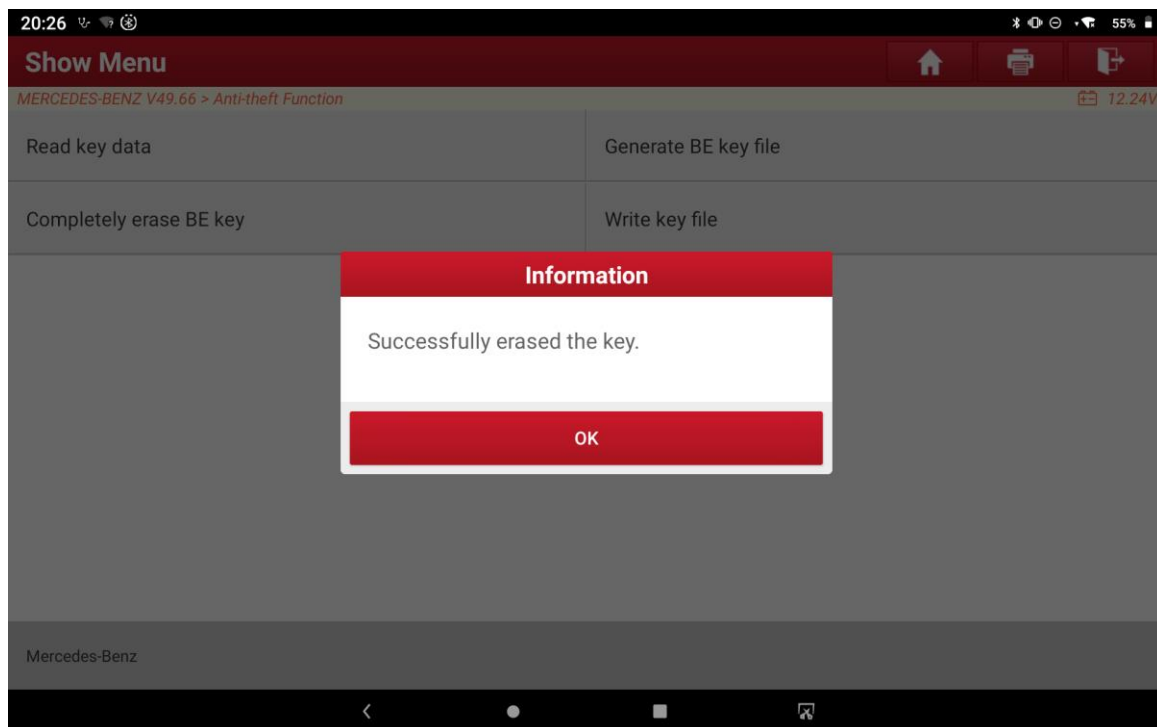 20:26
55%
Show Menu
MERCEDES-BENZ V49.66 > Anti-theft Function
12.24V
Read key data
Generate BE key file
Completely erase BE key
Write key file
Information
Successfully erased the key.
OK
Mercedes-Benz